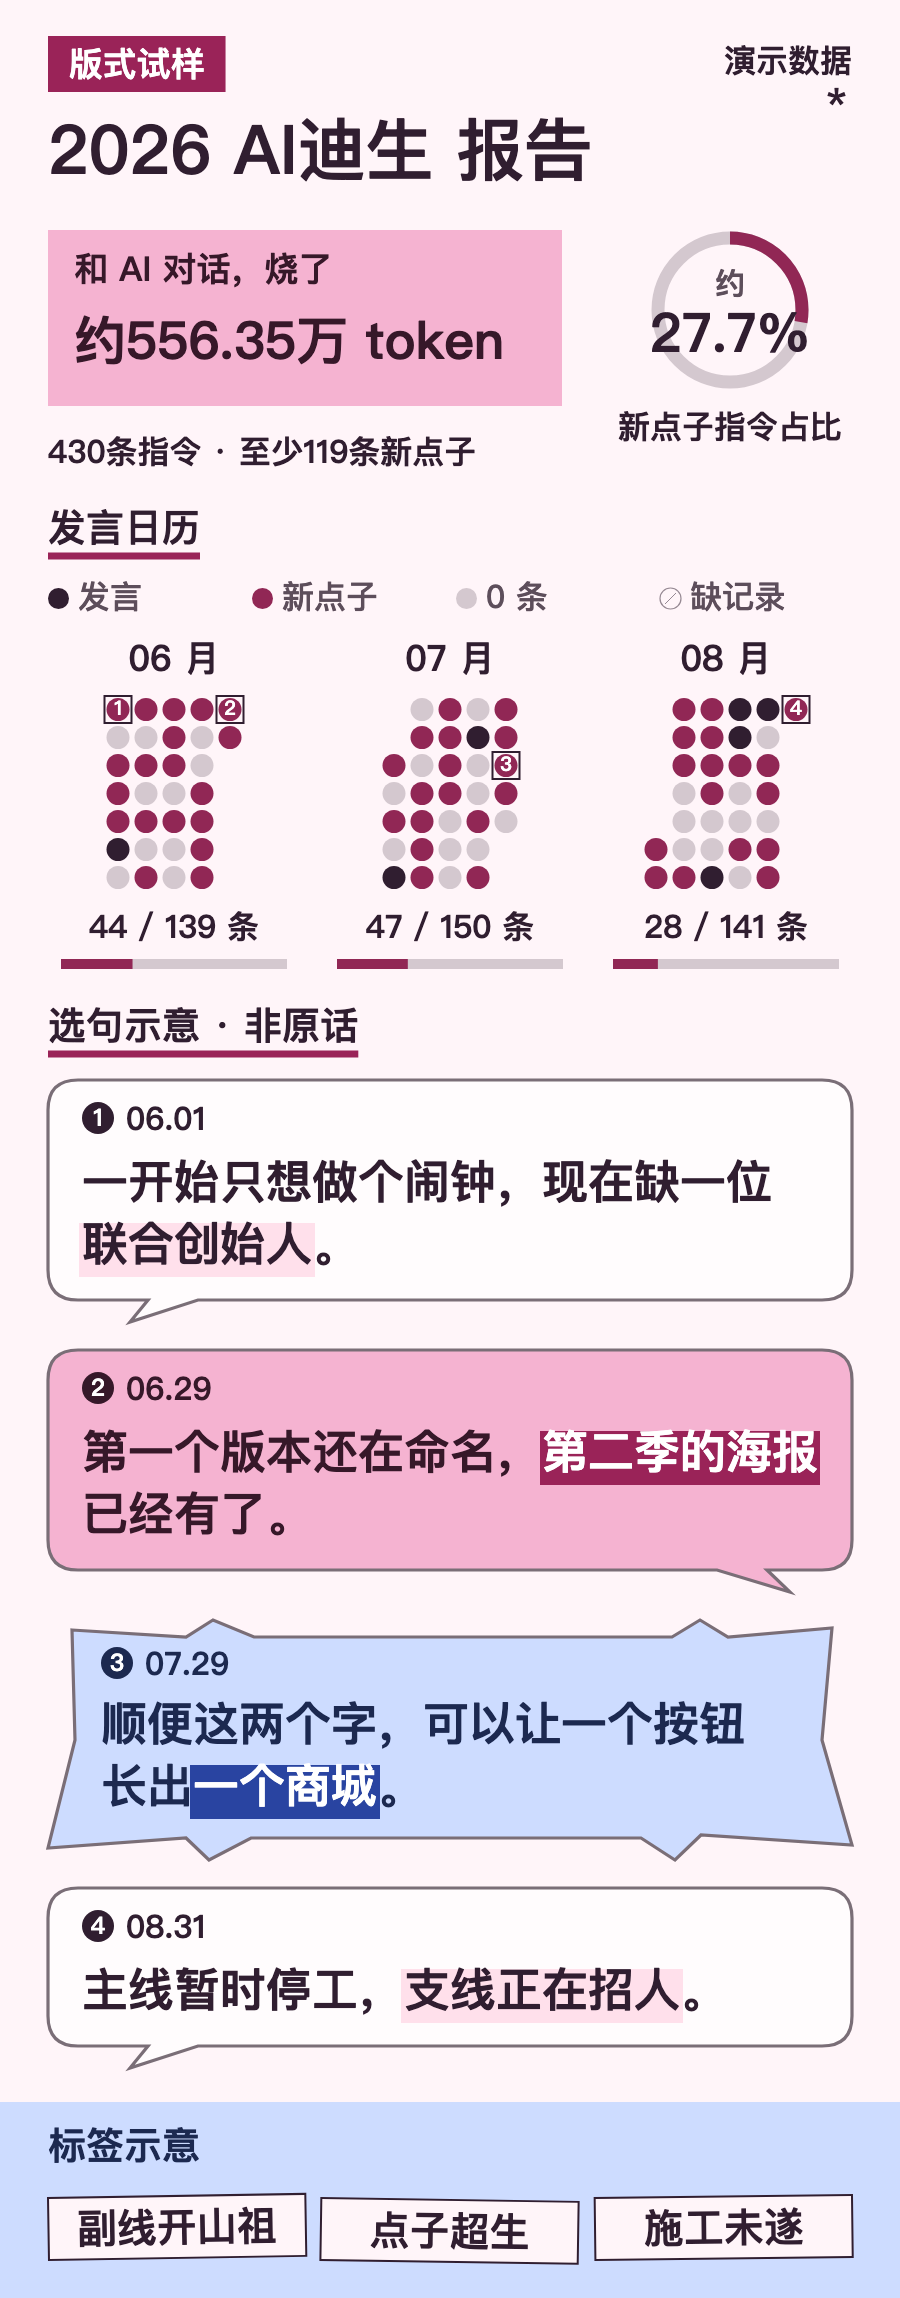 版式试样
演示数据
*
2026 AI迪生 报告
和 AI 对话，烧了
约556.35万 token
约
27.7%
新点子指令占比
430条指令 · 至少119条新点子
发言日历
发言 新点子 0 条 缺记录
06 月 07 月 08 月
1 2 4
3
44 / 139 条 47 / 150 条 28 / 141 条
选句示意 · 非原话
1 06.01
一开始只想做个闹钟，现在缺一位
联合创始人。
2 06.29
第一个版本还在命名，第二季的海报
已经有了。
3 07.29
顺便这两个字，可以让一个按钮
长出一个商城。
4 08.31
主线暂时停工，支线正在招人。
标签示意
副线开山祖 点子超生 施工未遂